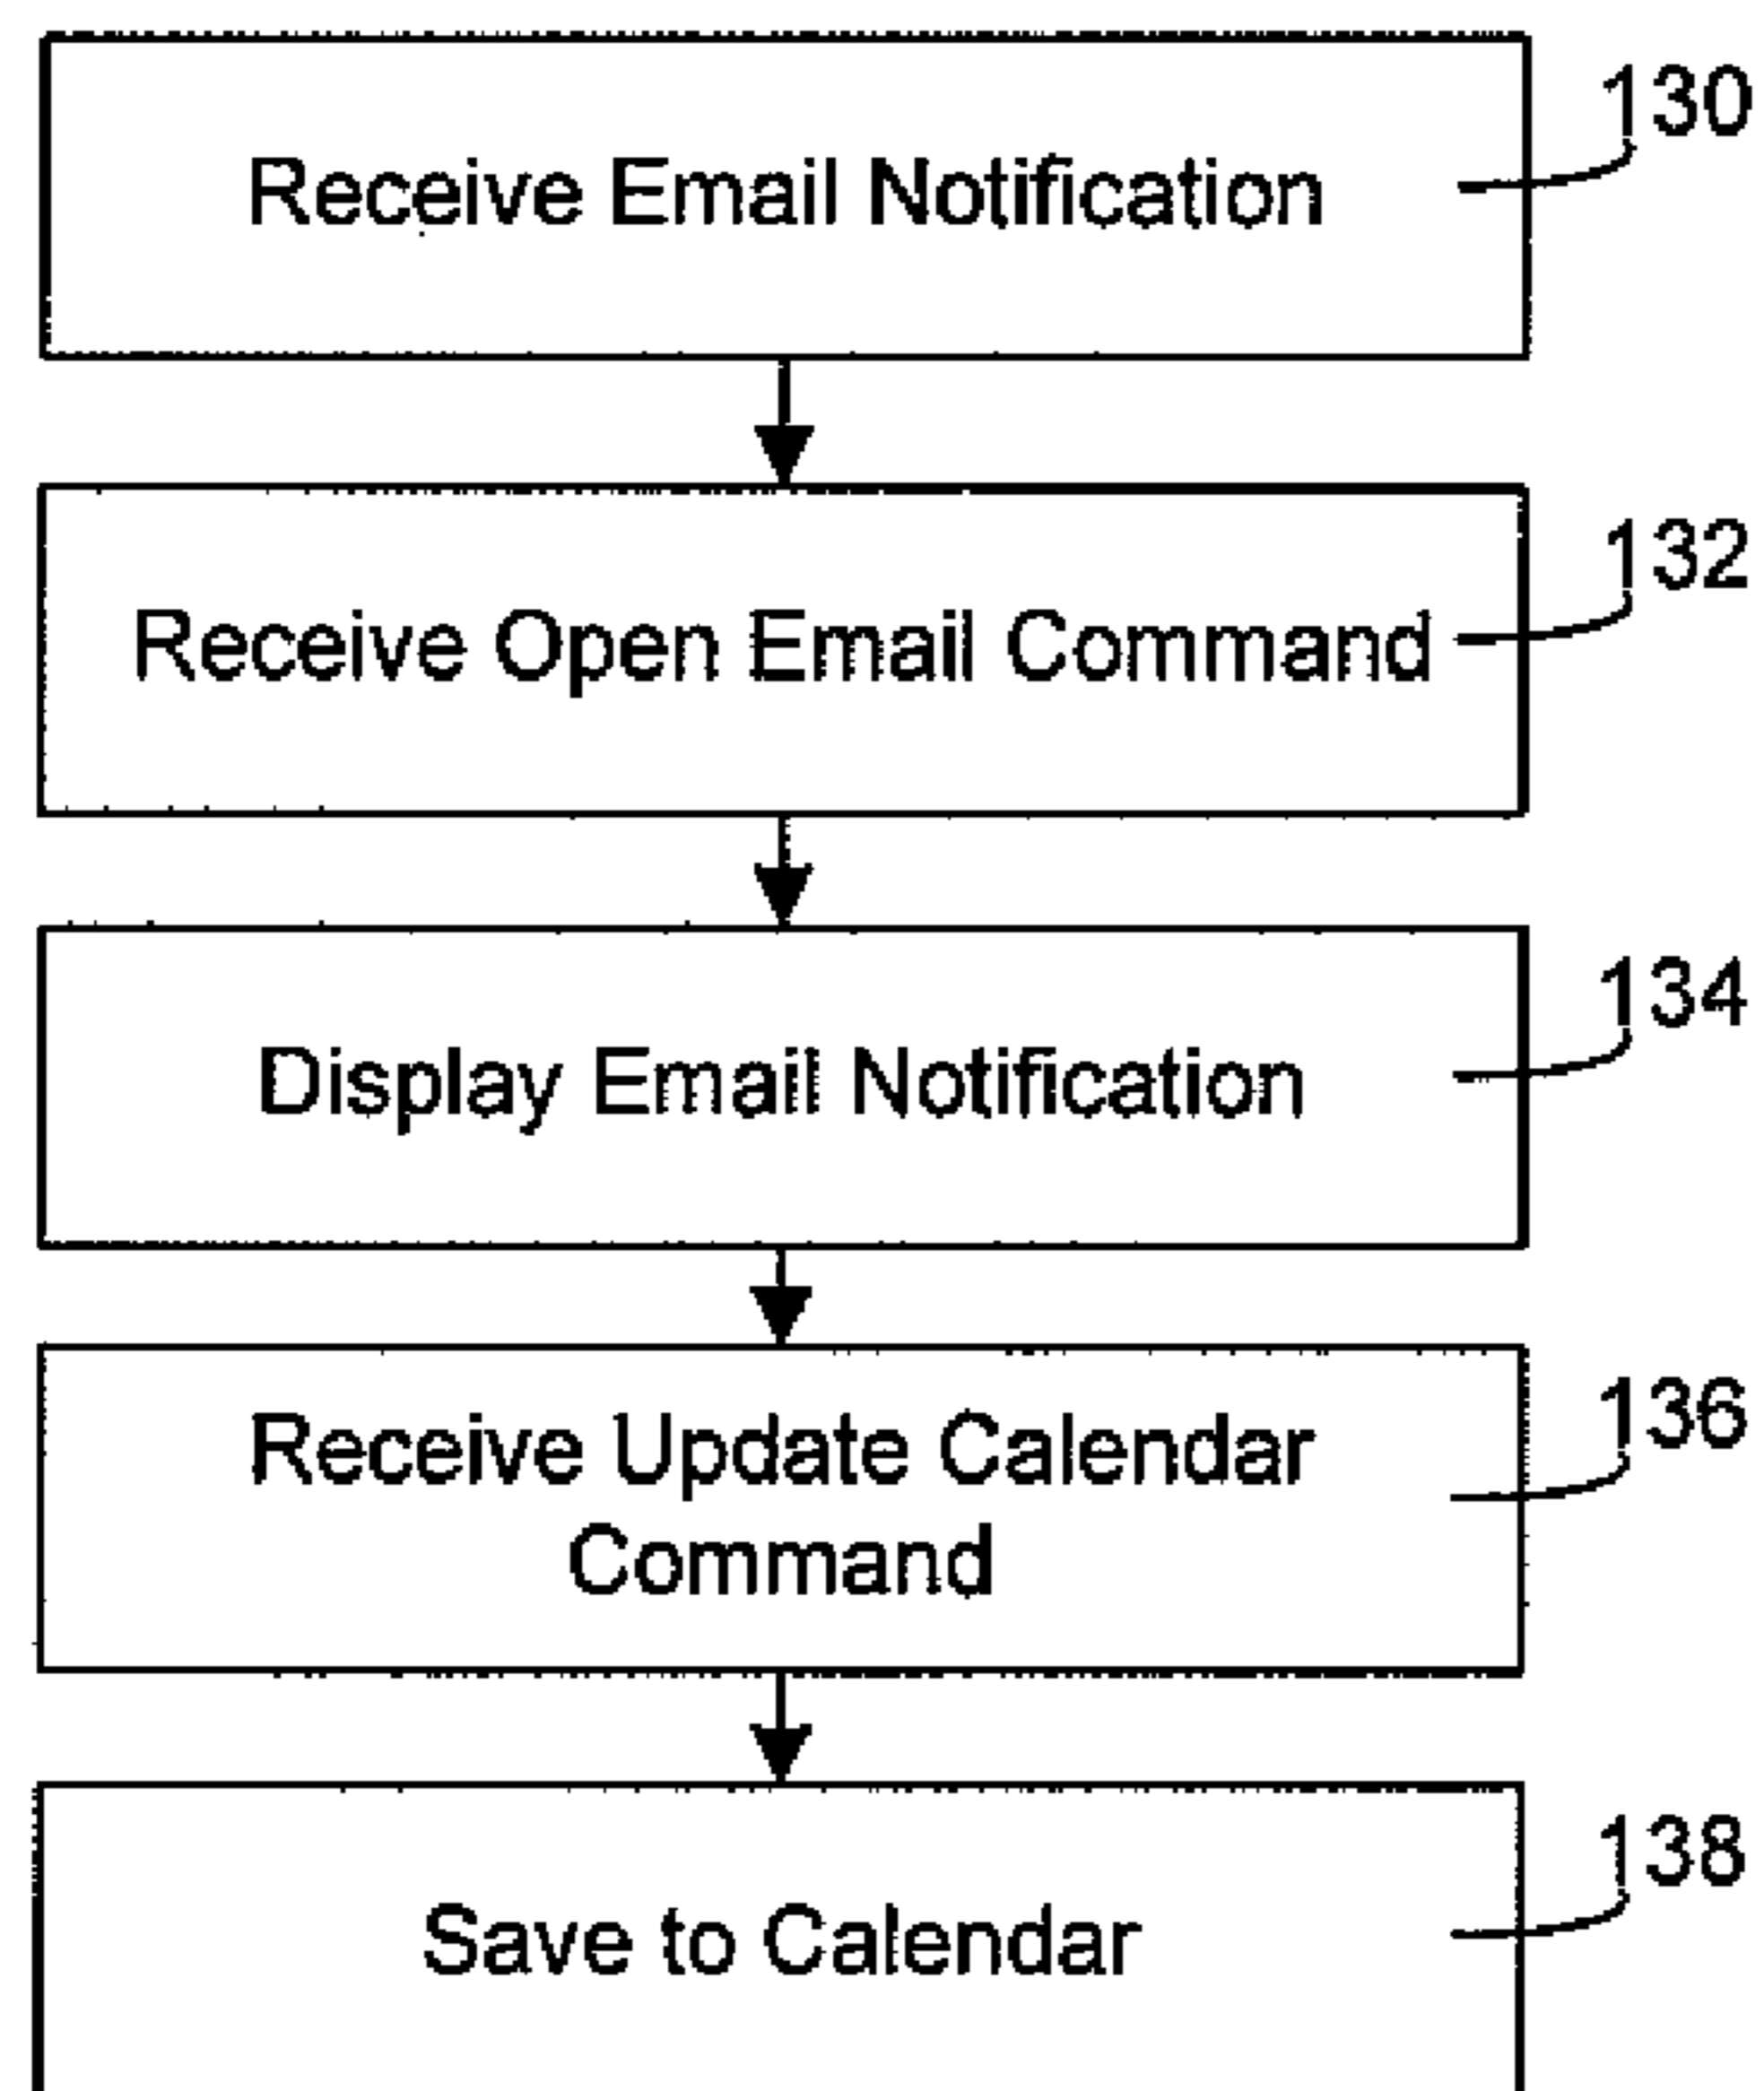 130
Receive Email Notification
132
Receive Open Email Command
134
Display Email Notification
136
Receive Update Calendar
Command
138
Save to Calendar